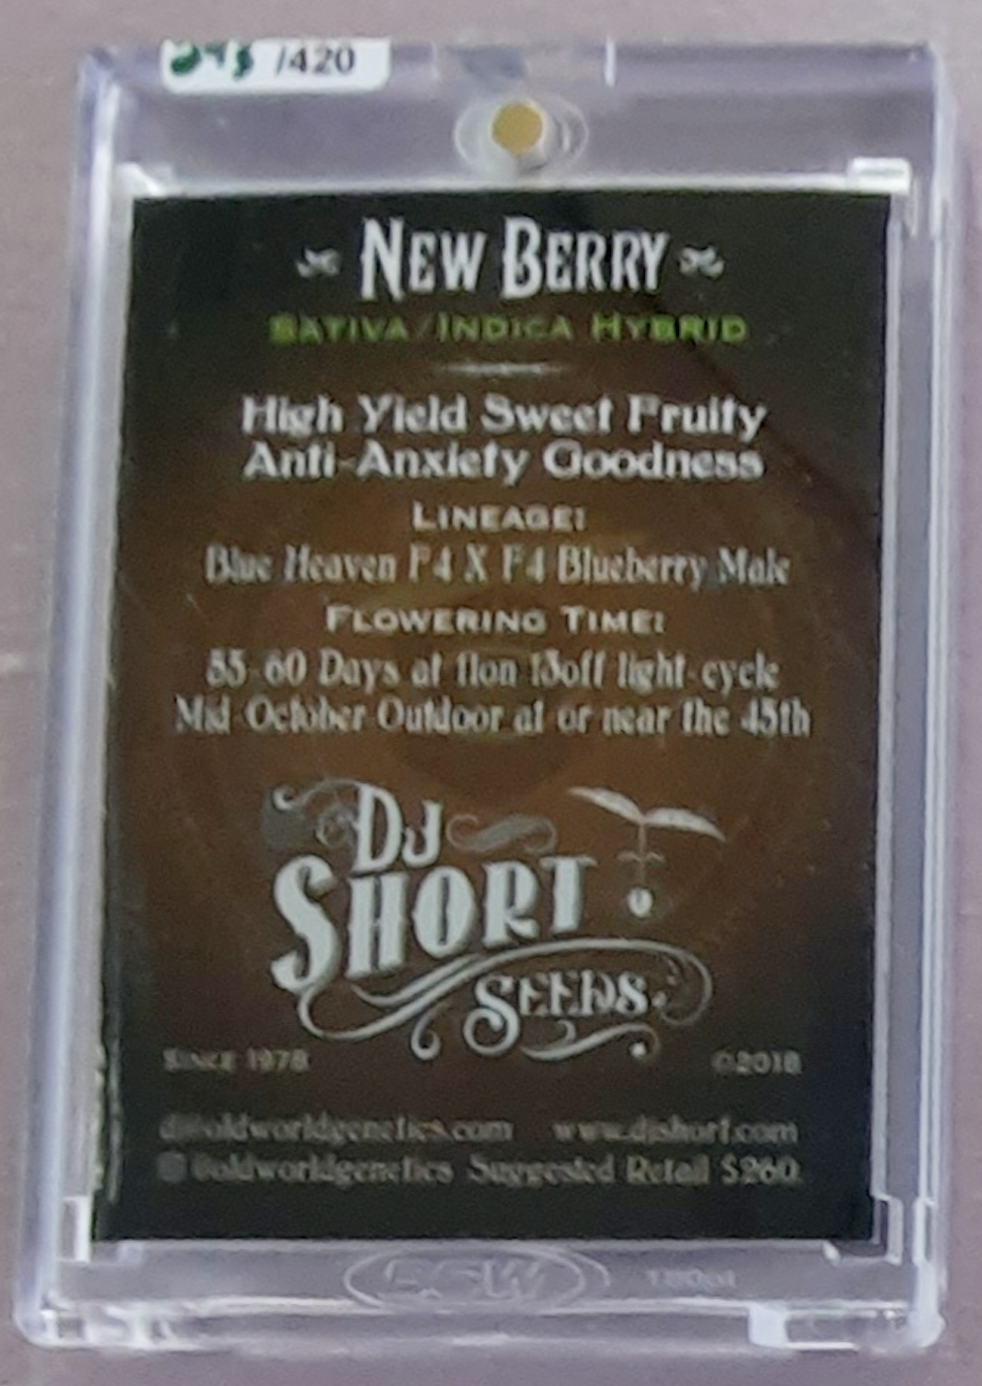 /420
New Berry
Sativa/Indica Hybrid
High Yield Sweet Fruity
Anti-Anxiety Goodness
Lineage:
Blue Heaven F4 X F4 Blueberry Male
Flowering Time:
55-60 Days at 11on 13off light-cycle
Mid-October Outdoor at or near the 45th
DJ
Short
Seeds
Since 1978 ©2018
dj@oldworldgenetics.com www.djshort.com
@oldworldgenetics Suggested Retail $260.
BCW